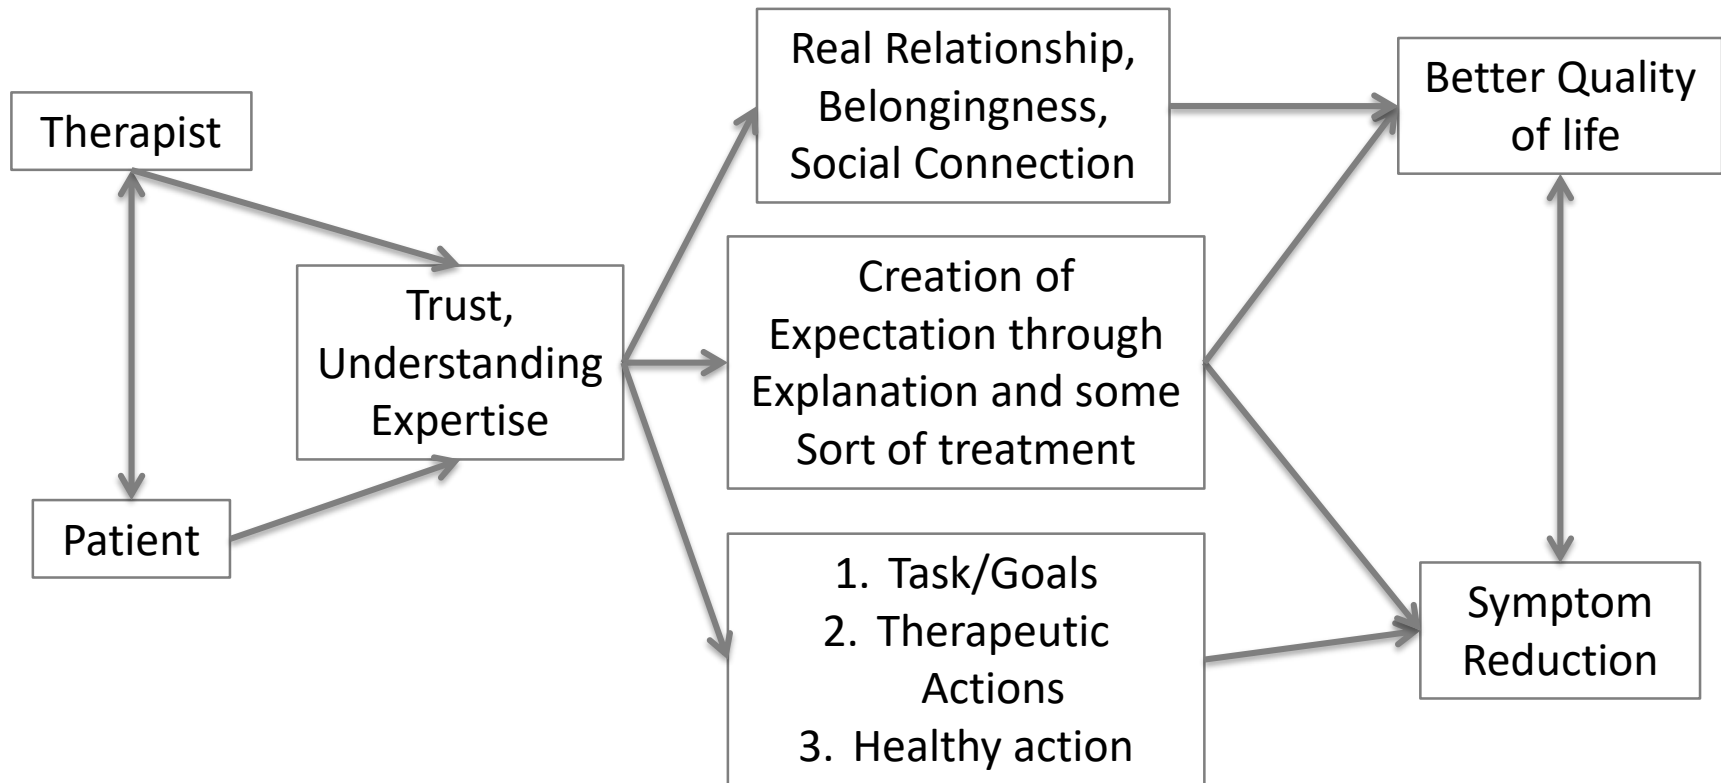 Therapist
Patient
Trust,
Understanding
Expertise
Real Relationship,
Belongingness,
Social Connection
Creation of
Expectation through
Explanation and some
Sort of treatment
1. Task/Goals
2. Therapeutic
Actions
3. Healthy action
Better Quality
of life
Symptom
Reduction